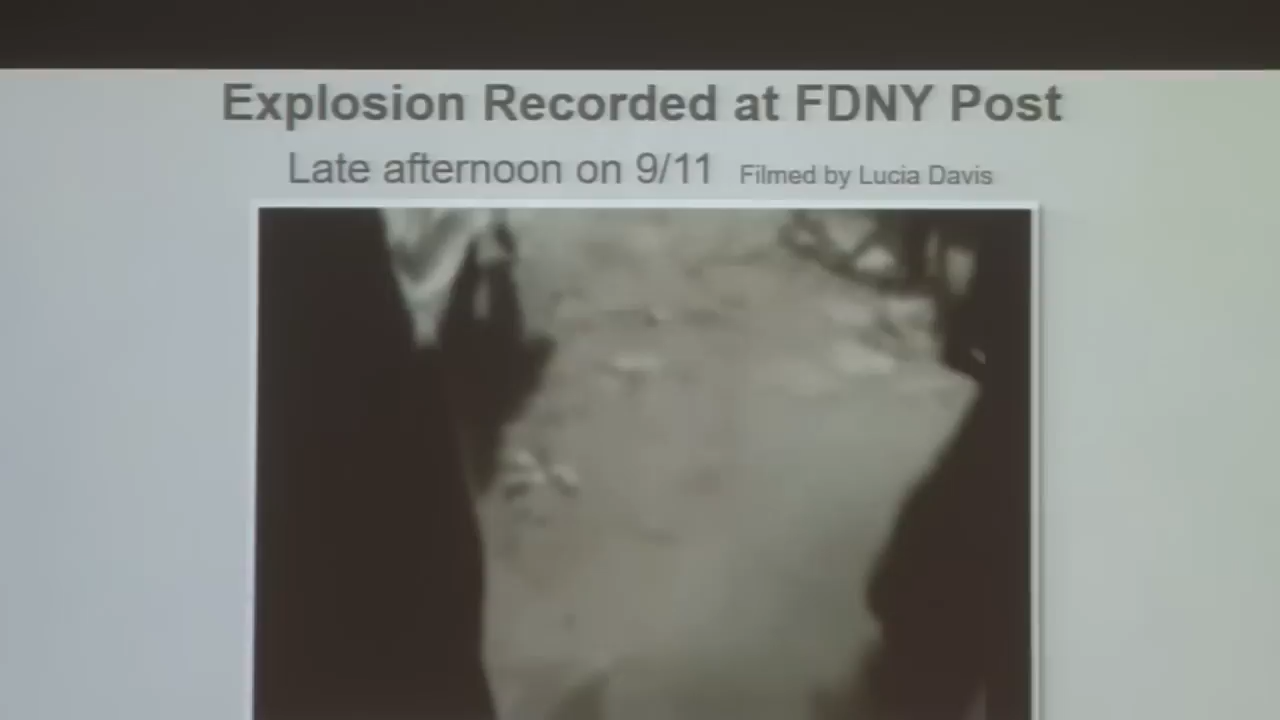 Explosion Recorded at FDNY Post
Late afternoon on 9/11 Filmed by Lucia Davis